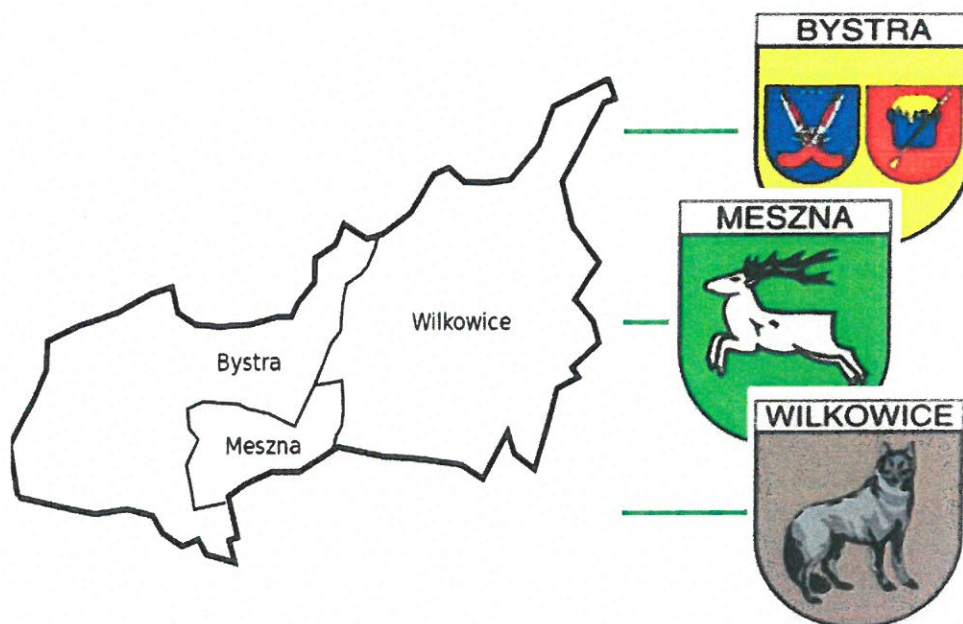 BYSTRA
MESZNA
Wilkowice
Bystra
WILKOWICE
Meszna